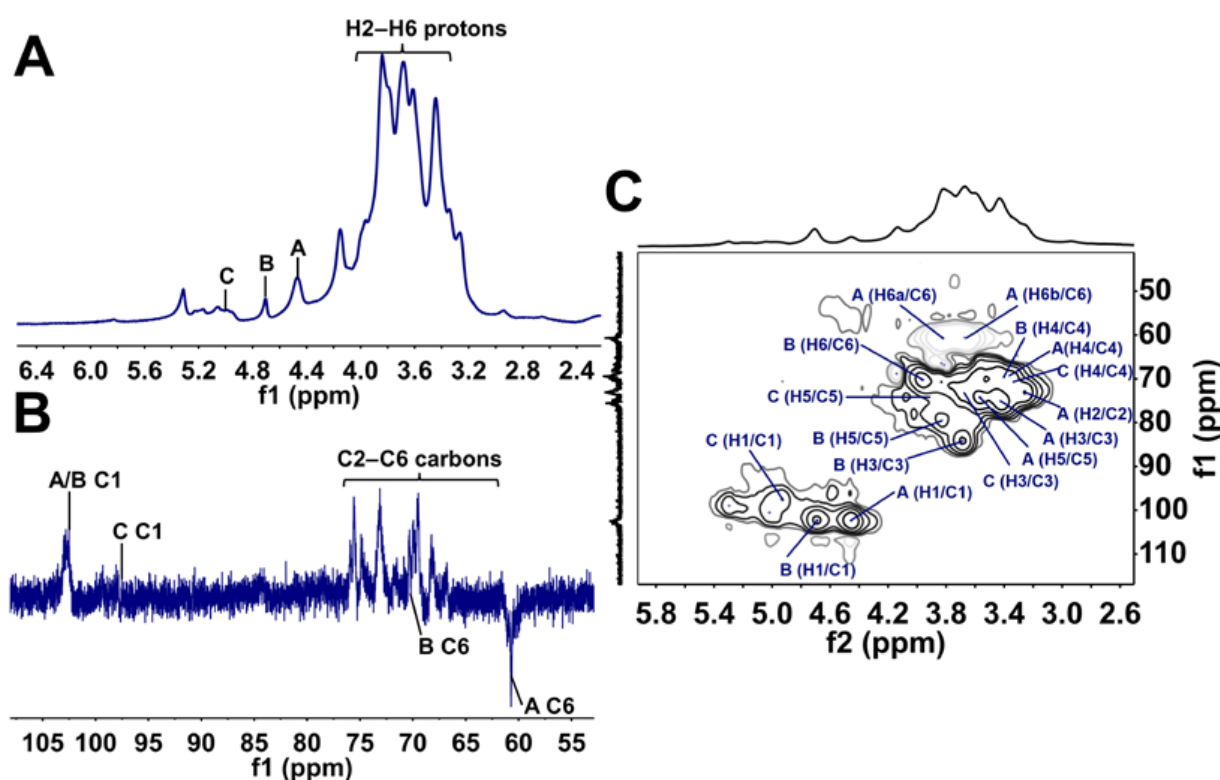 A
H2–H6 protons
C
B
A
6.4 6.0 5.6 5.2 4.8 4.4 4.0 3.6 3.2 2.8 2.4
f1 (ppm)
B
A/B C1
C C1
C2–C6 carbons
B C6
A C6
105 100 95 90 85 80 75 70 65 60 55
f1 (ppm)
C
A (H6a/C6)
A (H6b/C6)
B (H4/C4)
B (H6/C6)
A(H4/C4)
C (H4/C4)
C (H5/C5)
A (H2/C2)
B (H5/C5)
A (H3/C3)
C (H1/C1)
B (H3/C3)
A (H5/C5)
C (H3/C3)
A (H1/C1)
B (H1/C1)
50
60
70
80
90
100
110
f1 (ppm)
5.8 5.4 5.0 4.6 4.2 3.8 3.4 3.0 2.6
f2 (ppm)